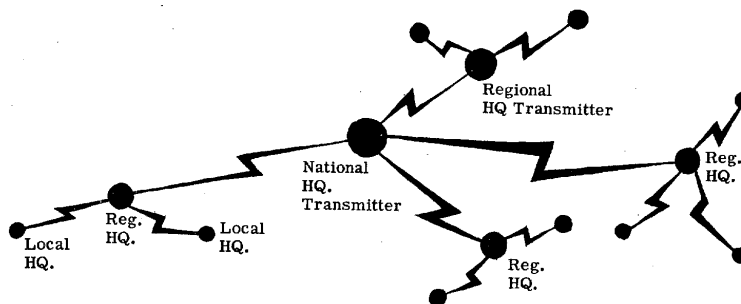 Regional
HQ Transmitter
National
HQ.
Transmitter
Reg.
HQ.
Local
HQ.
Reg.
HQ.
Local
HQ.
Reg.
HQ.